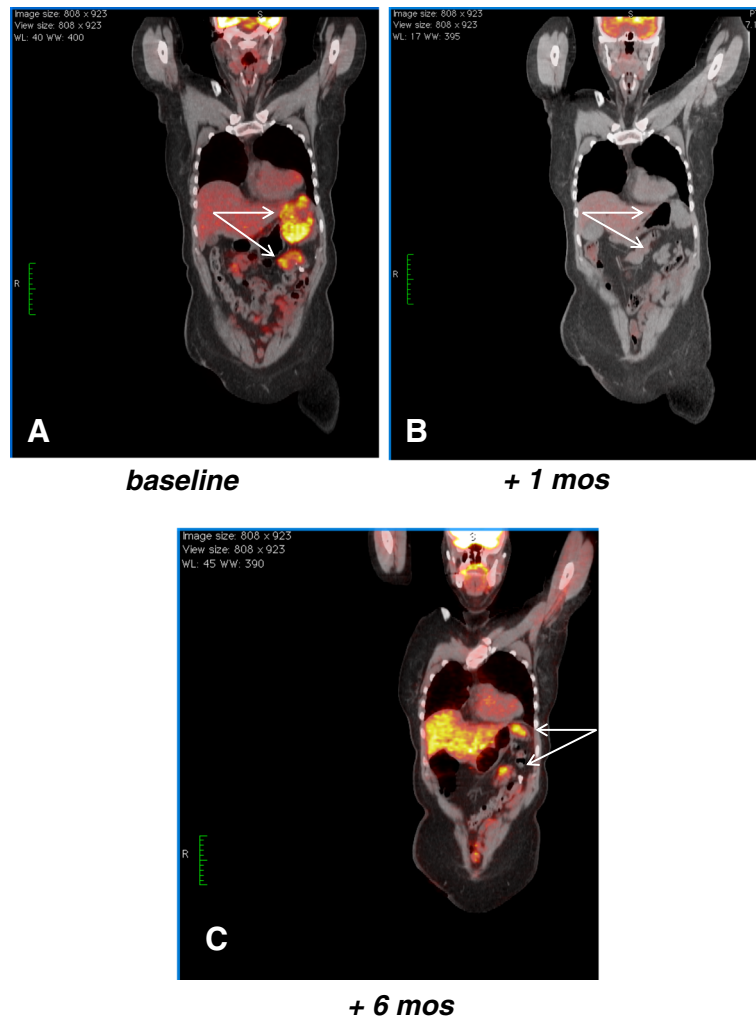 Image size: 808 x 923
View size: 808 x 923
WL: 40 WW: 400
S
R
A
baseline
Image size: 808 x 923
View size: 808 x 923
WL: 17 WW: 395
S
P
7.1
R
B
+ 1 mos
Image size: 808 x 923
View size: 808 x 923
WL: 45 WW: 390
S
R
C
+ 6 mos